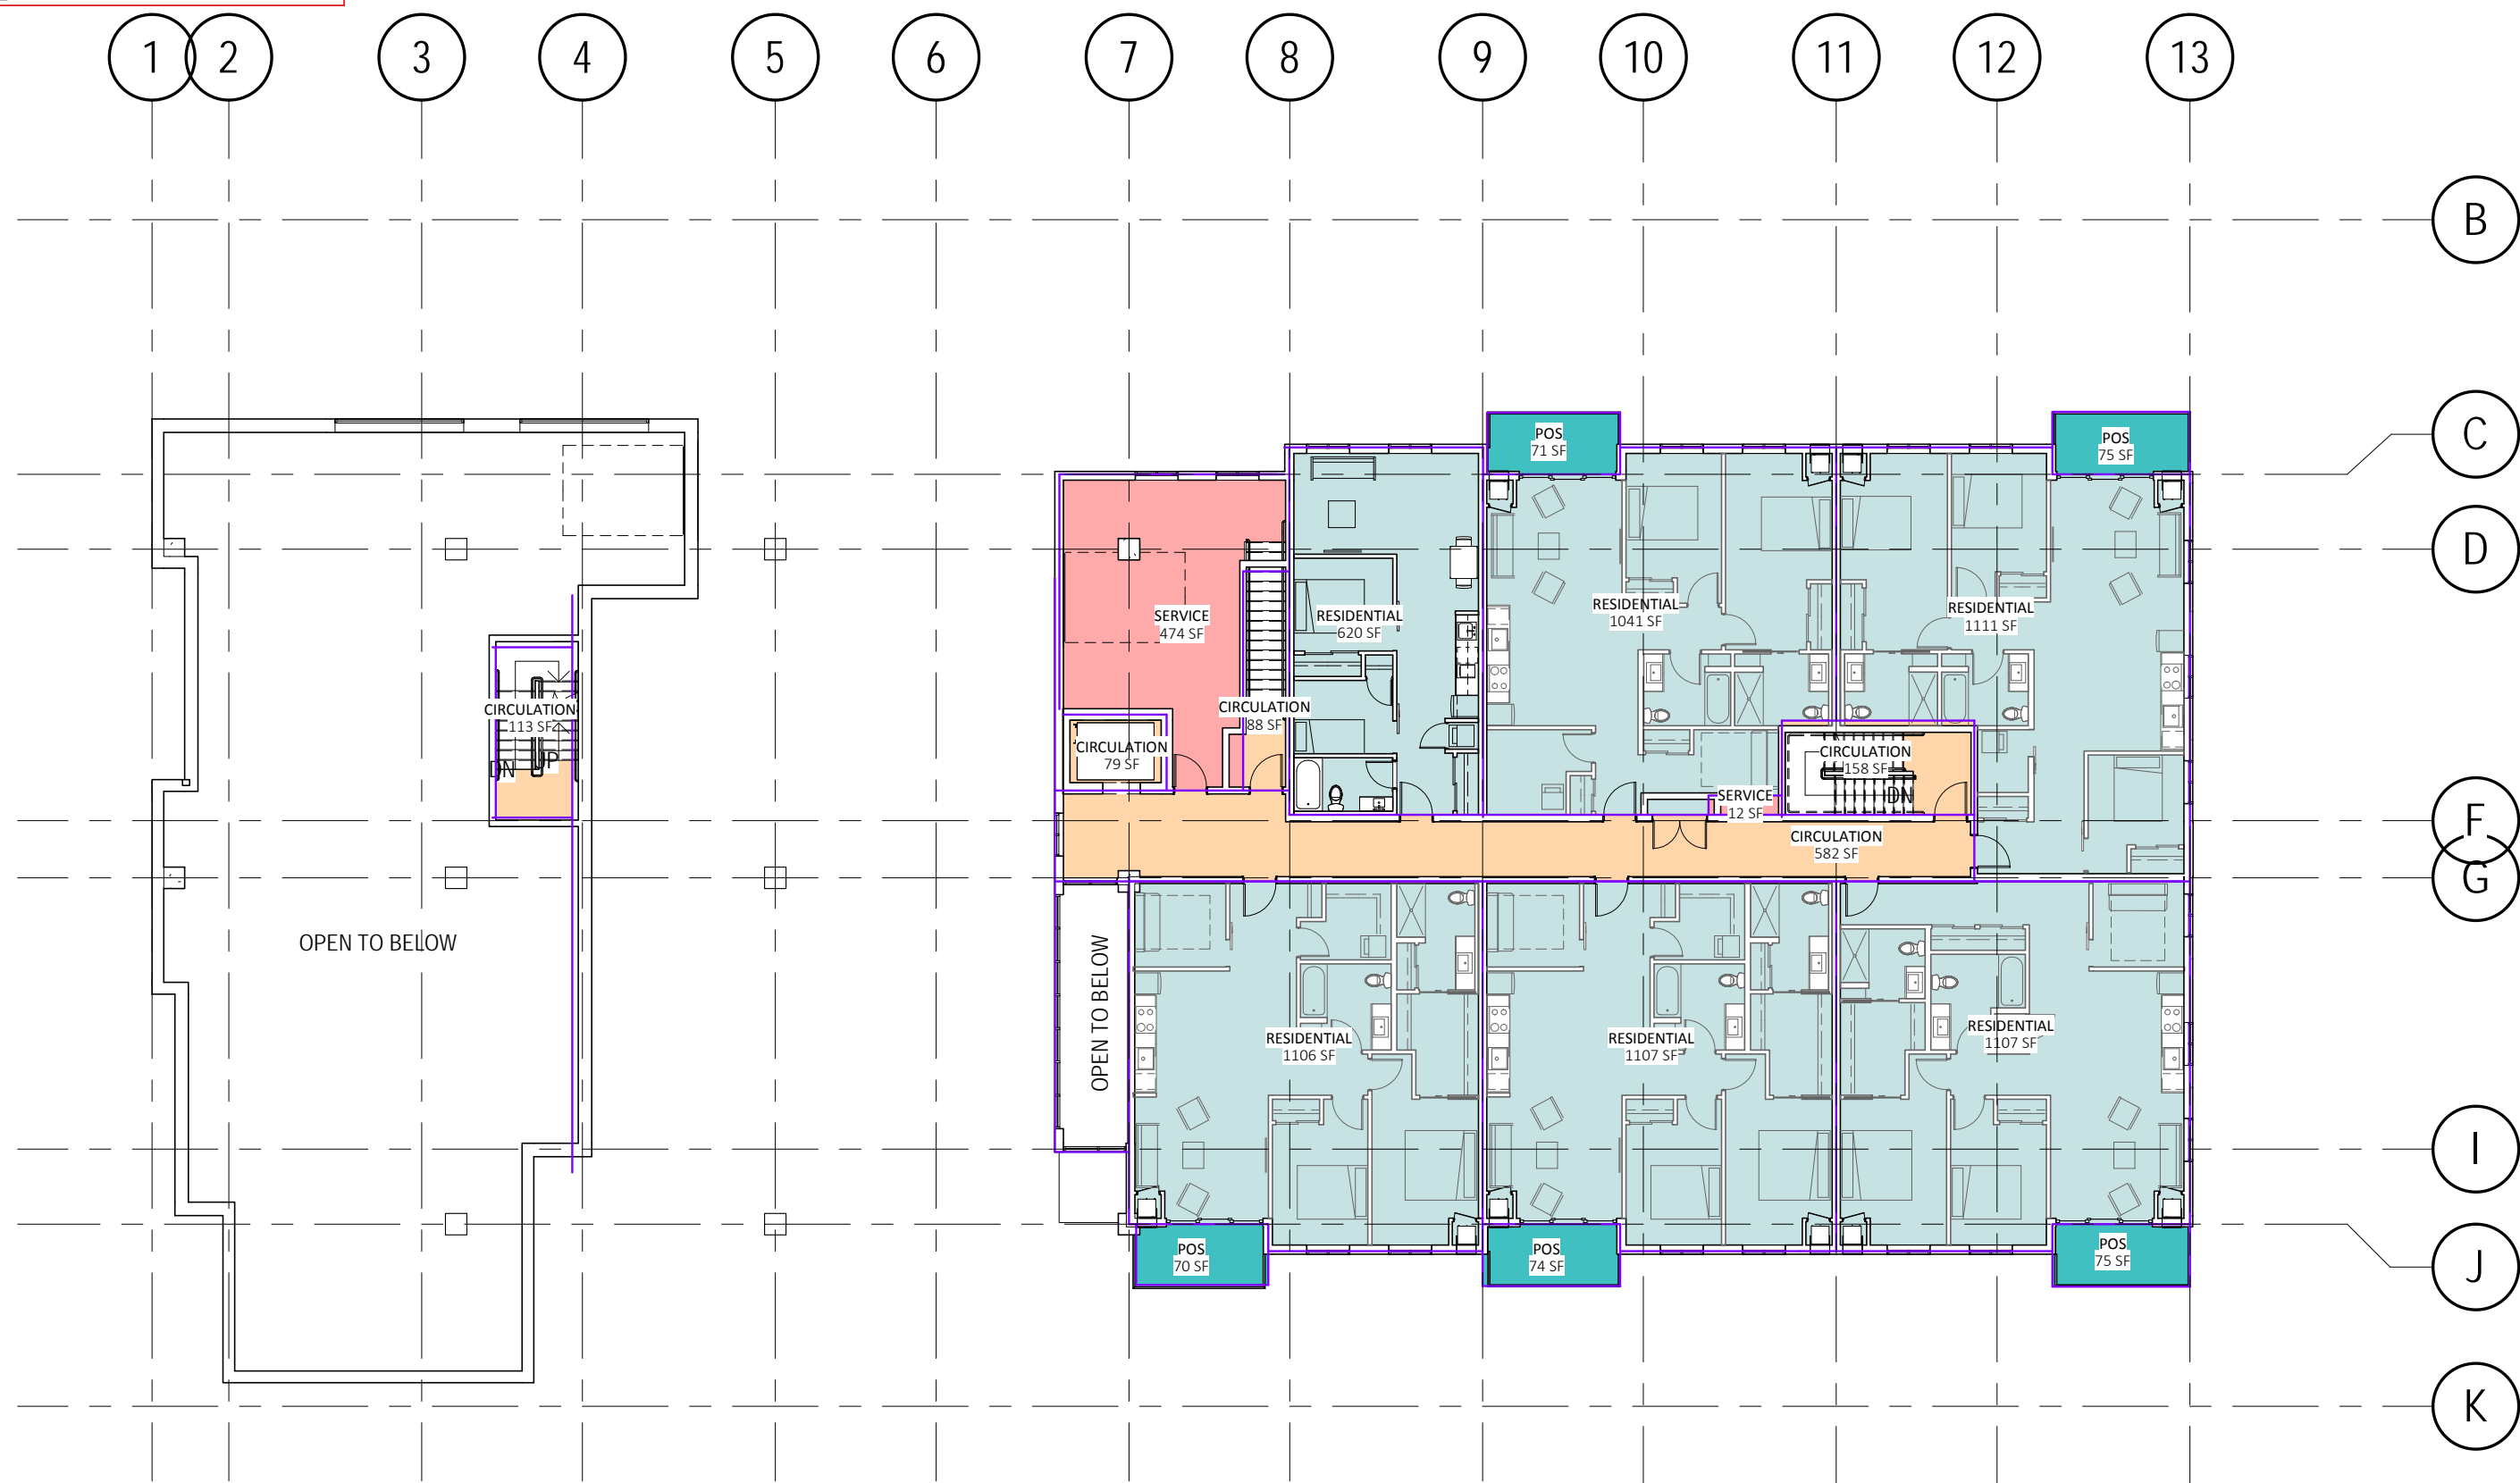 1
2
3
4
5
6
7
8
9
10
11
12
13
B
C
POS
71 SF
POS
75 SF
D
RESIDENTIAL
1041 SF
RESIDENTIAL
1111 SF
SERVICE
474 SF
RESIDENTIAL
620 SF
CIRCULATION
113 SF
DN
UP
CIRCULATION
88 SF
CIRCULATION
79 SF
CIRCULATION
158 SF
DN
SERVICE
12 SF
CIRCULATION
582 SF
F
G
OPEN TO BELOW
OPEN TO BELOW
RESIDENTIAL
1106 SF
RESIDENTIAL
1107 SF
RESIDENTIAL
1107 SF
I
POS
70 SF
POS
74 SF
POS
75 SF
J
K